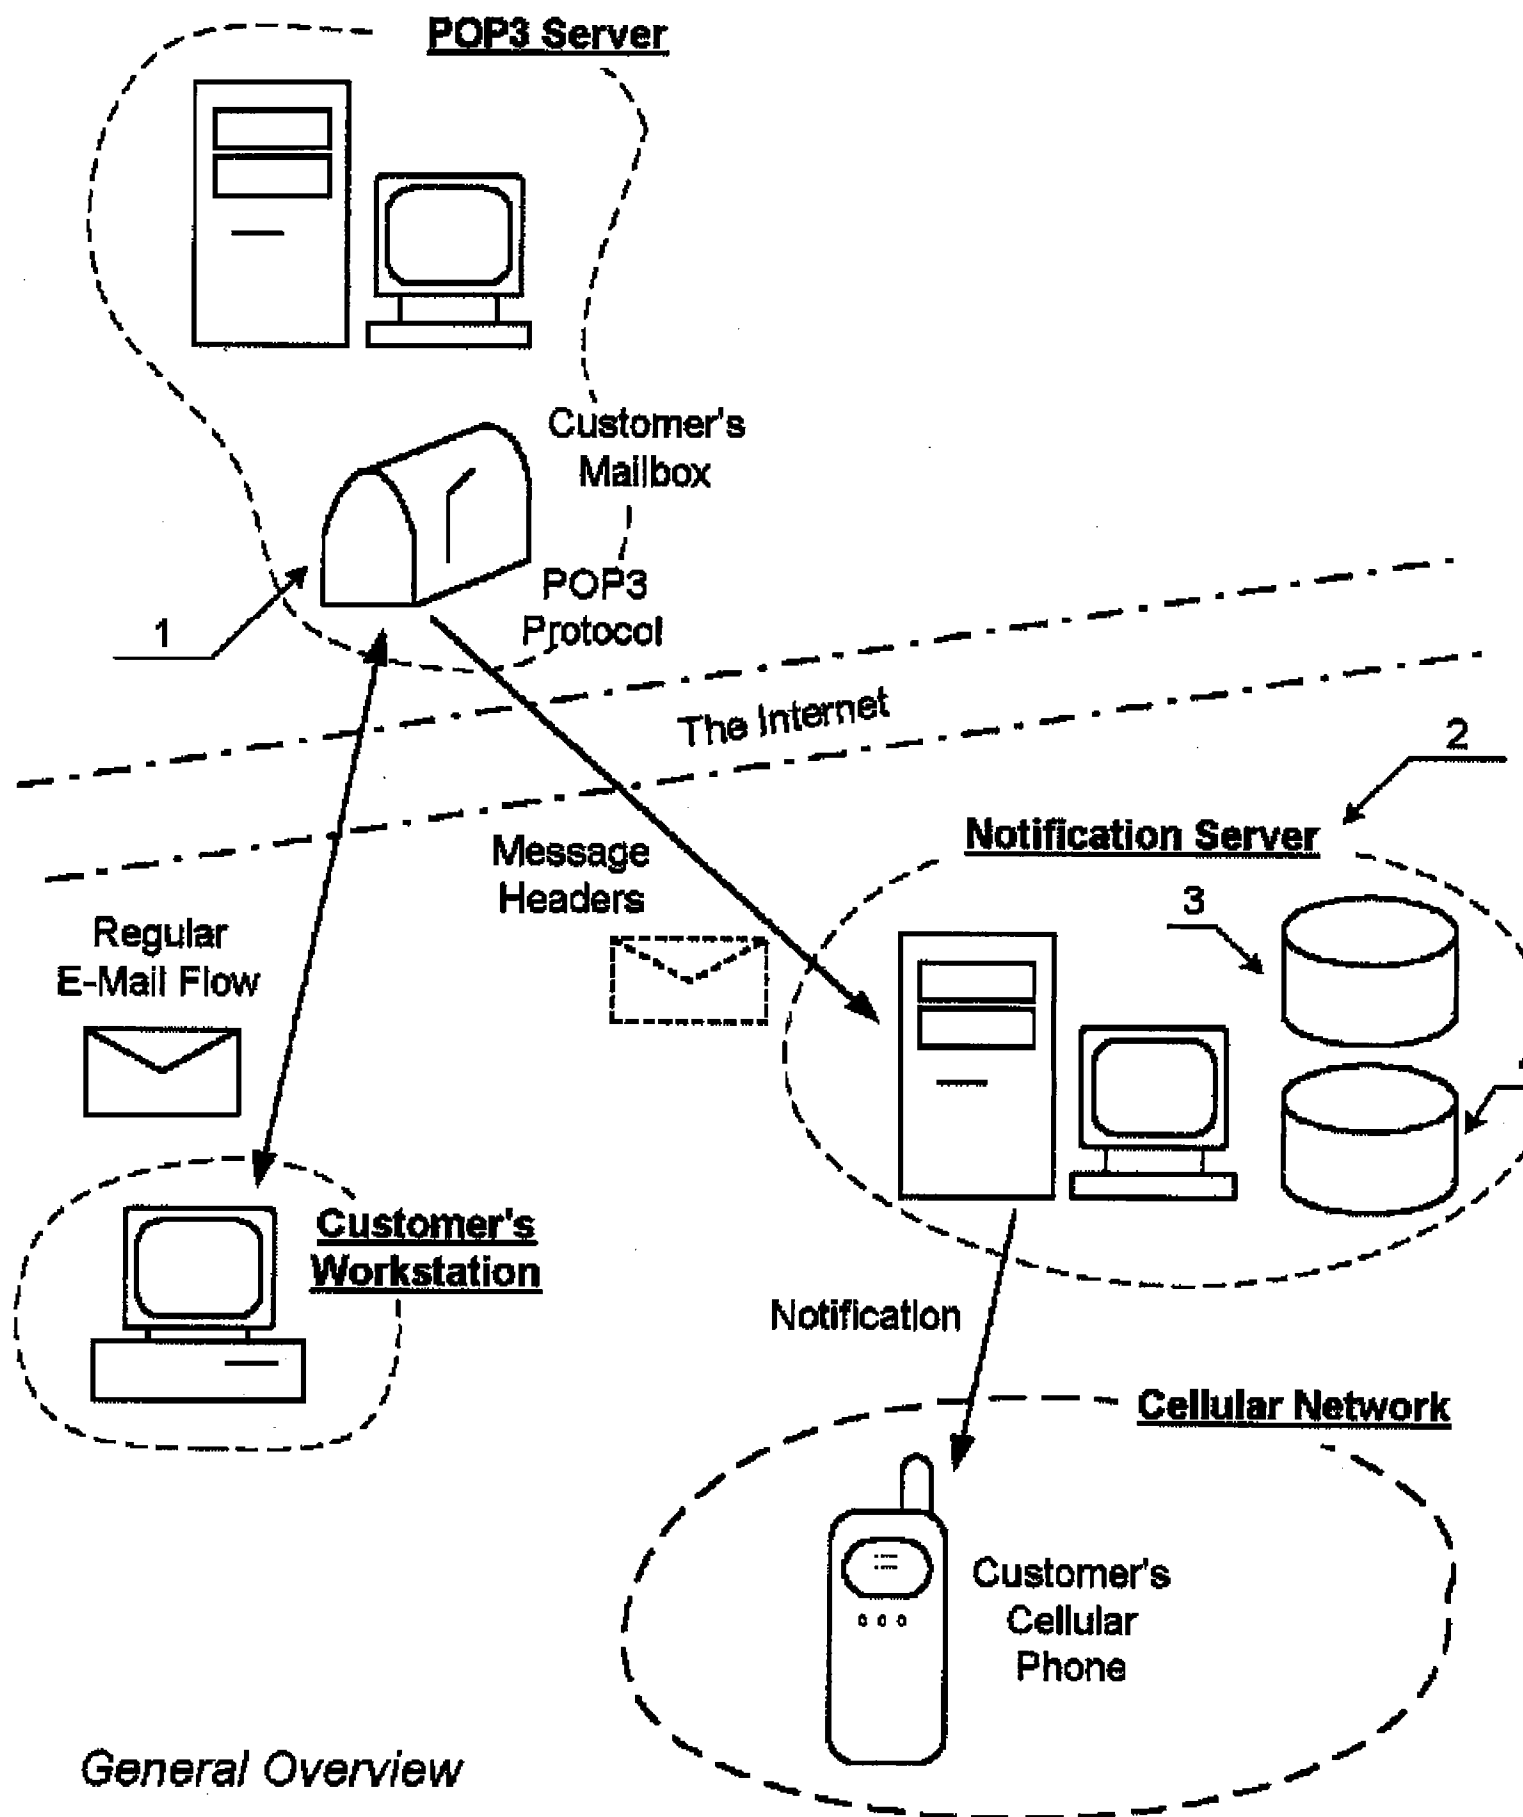 POP3 Server
Customer's
Mailbox
POP3
Protocol
1
The Internet
2
Message
Headers
Notification Server
3
Regular
E-Mail Flow
Customer's
Workstation
Notification
Cellular Network
Customer's
Cellular
Phone
General Overview